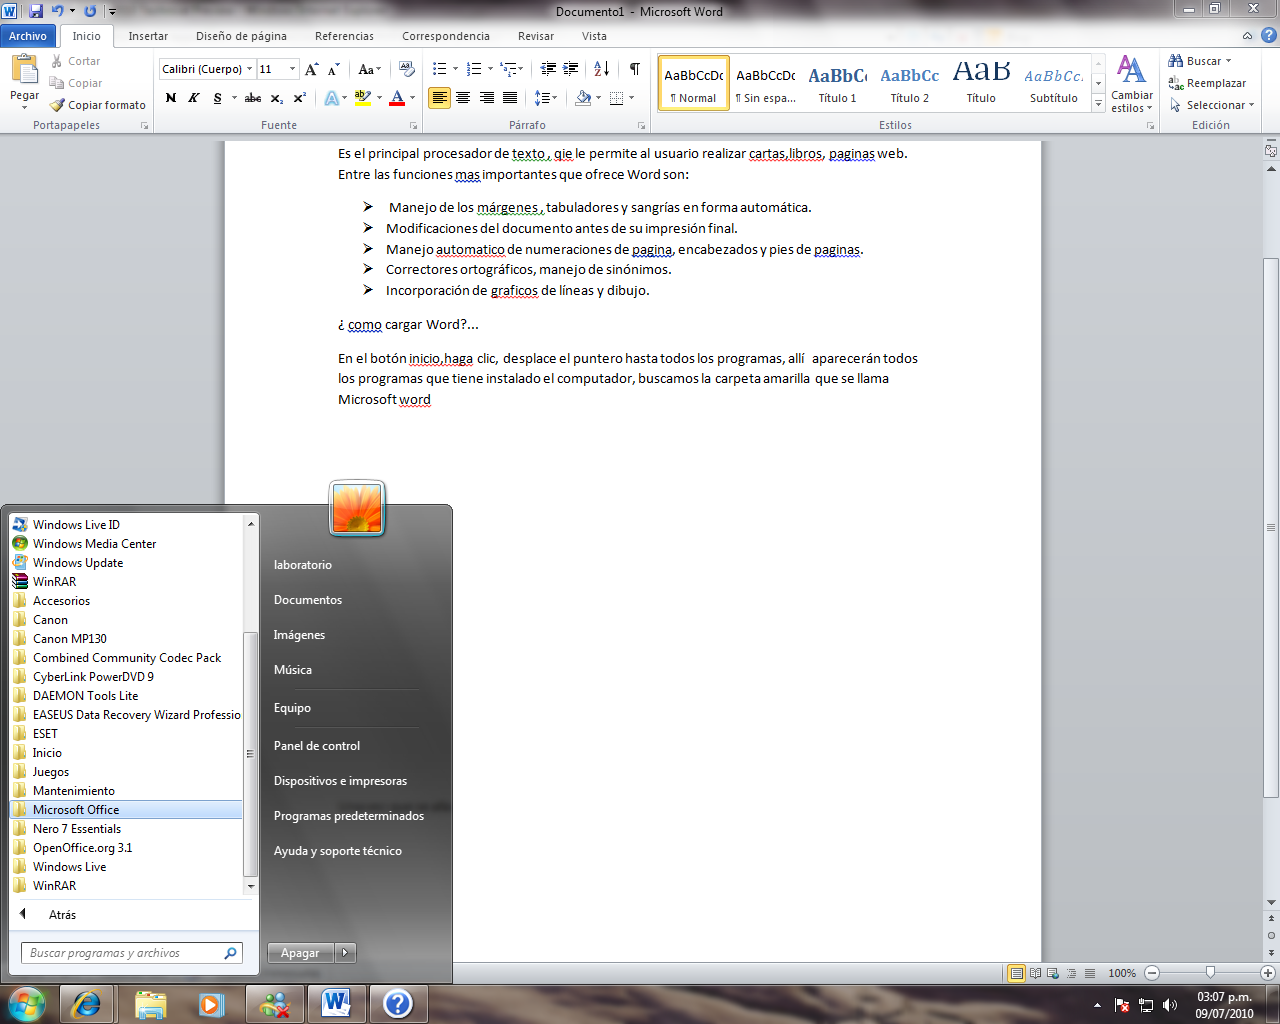 Documento1 - Microsoft Word
Archivo Inicio Insertar Diseño de página Referencias Correspondencia Revisar Vista
Pegar
Cortar
Copiar
Copiar formato
Portapapeles
Calibri (Cuerpo) 11
N K S abc x₂ x²
Fuente
Párrafo
AaBbCcDc AaBbCcDc AaBbC AaBbCc AaB AaBbCc.
¶ Normal ¶ Sin espa... Título 1 Título 2 Título Subtítulo
Cambiar estilos
Estilos
Buscar
Reemplazar
Seleccionar
Edición
Es el principal procesador de texto , qie le permite al usuario realizar cartas,libros, paginas web.
Entre las funciones mas importantes que ofrece Word son:
Manejo de los márgenes , tabuladores y sangrías en forma automática.
Modificaciones del documento antes de su impresión final.
Manejo automatico de numeraciones de pagina, encabezados y pies de paginas.
Correctores ortográficos, manejo de sinónimos.
Incorporación de graficos de líneas y dibujo.
¿ como cargar Word?...
En el botón inicio,haga clic, desplace el puntero hasta todos los programas, allí aparecerán todos
los programas que tiene instalado el computador, buscamos la carpeta amarilla que se llama
Microsoft word
Windows Live ID
Windows Media Center
Windows Update
WinRAR
Accesorios
Canon
Canon MP130
Combined Community Codec Pack
CyberLink PowerDVD 9
DAEMON Tools Lite
EASEUS Data Recovery Wizard Professio
ESET
Inicio
Juegos
Mantenimiento
Microsoft Office
Nero 7 Essentials
OpenOffice.org 3.1
Windows Live
WinRAR
Atrás
Buscar programas y archivos
laboratorio
Documentos
Imágenes
Música
Equipo
Panel de control
Dispositivos e impresoras
Programas predeterminados
Ayuda y soporte técnico
Apagar
100%
03:07 p.m.
09/07/2010